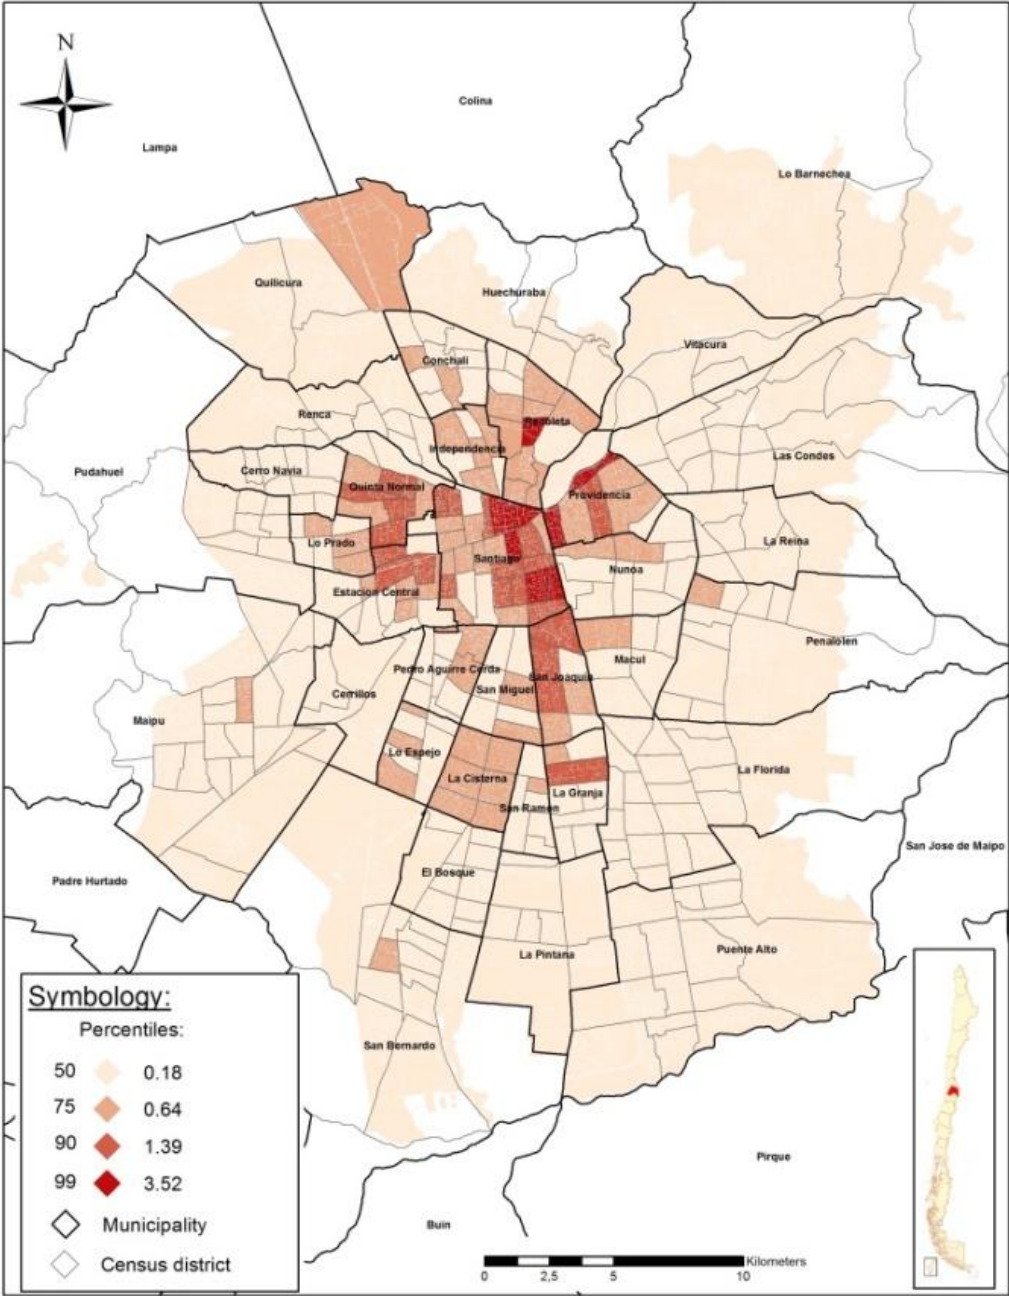 N
Colina
Lampa
Lo Barnechea
Quilicura
Huechuraba
Vitacura
Conchali
Renca
Recoleta
Independencia
Las Condes
Cerro Navia
Pudahuel
Quinta Normal
Providencia
Lo Prado
La Reina
Santiago
Nunoa
Estacion Central
Penalolen
Macul
Pedro Aguirre Cerda
San Joaquin
San Miguel
Cerrillos
Maipu
Lo Espejo
La Florida
La Cisterna
La Granja
San Ramon
San Jose de Maipo
El Bosque
Padre Hurtado
Puente Alto
La Pintana
San Bernardo
Pirque
Buin
Symbology:
Percentiles:
50 0.18
75 0.64
90 1.39
99 3.52
Municipality
Census district
Kilometers
0 2,5 5 10